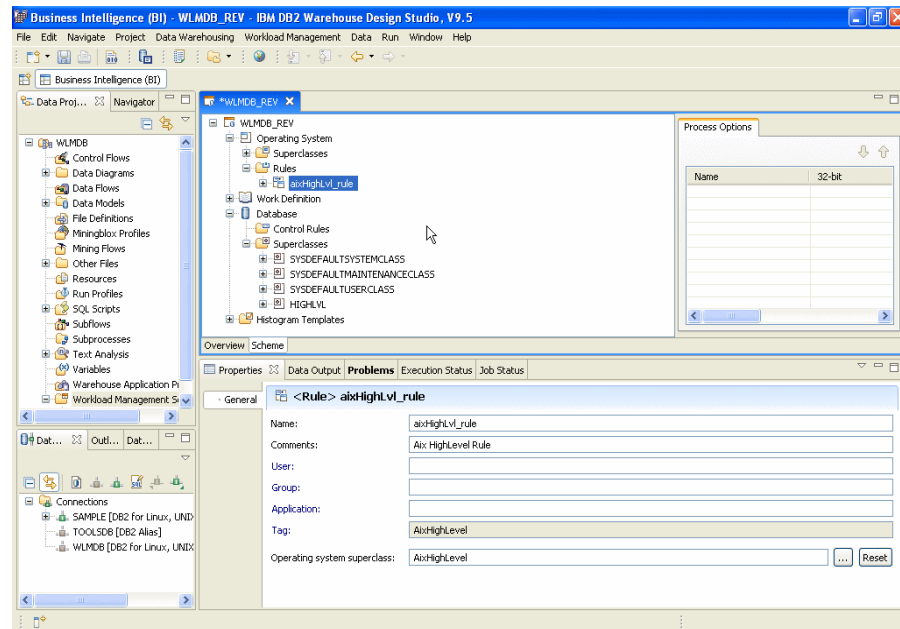 Business Intelligence (BI) - WLMDB_REV - IBM DB2 Warehouse Design Studio, V9.5
File Edit Navigate Project Data Warehousing Workload Management Data Run Window Help
Business Intelligence (BI)
Data Proj... Navigator
WLMDB
Control Flows
Data Diagrams
Data Flows
Data Models
File Definitions
Miningblox Profiles
Mining Flows
Other Files
Resources
Run Profiles
SQL Scripts
Subflows
Subprocesses
Text Analysis
Variables
Warehouse Application Pr
Workload Management S
Dat... Outl... Dat...
Connections
SAMPLE [DB2 for Linux, UNIX
TOOLSDB [DB2 Alias]
WLMDB [DB2 for Linux, UNIX
*WLMDB_REV
WLMDB_REV
Operating System
Superclasses
Rules
aixHighLvl_rule
Work Definition
Database
Control Rules
Superclasses
SYSDEFAULTSYSTEMCLASS
SYSDEFAULTMAINTENANCECLASS
SYSDEFAULTUSERCLASS
HIGHLVL
Histogram Templates
Overview Scheme
Process Options
Name 32-bit
Properties Data Output Problems Execution Status Job Status
General
<Rule> aixHighLvl_rule
Name: aixHighLvl_rule
Comments: Aix HighLevel Rule
User:
Group:
Application:
Tag: AixHighLevel
Operating system superclass: AixHighLevel ... Reset